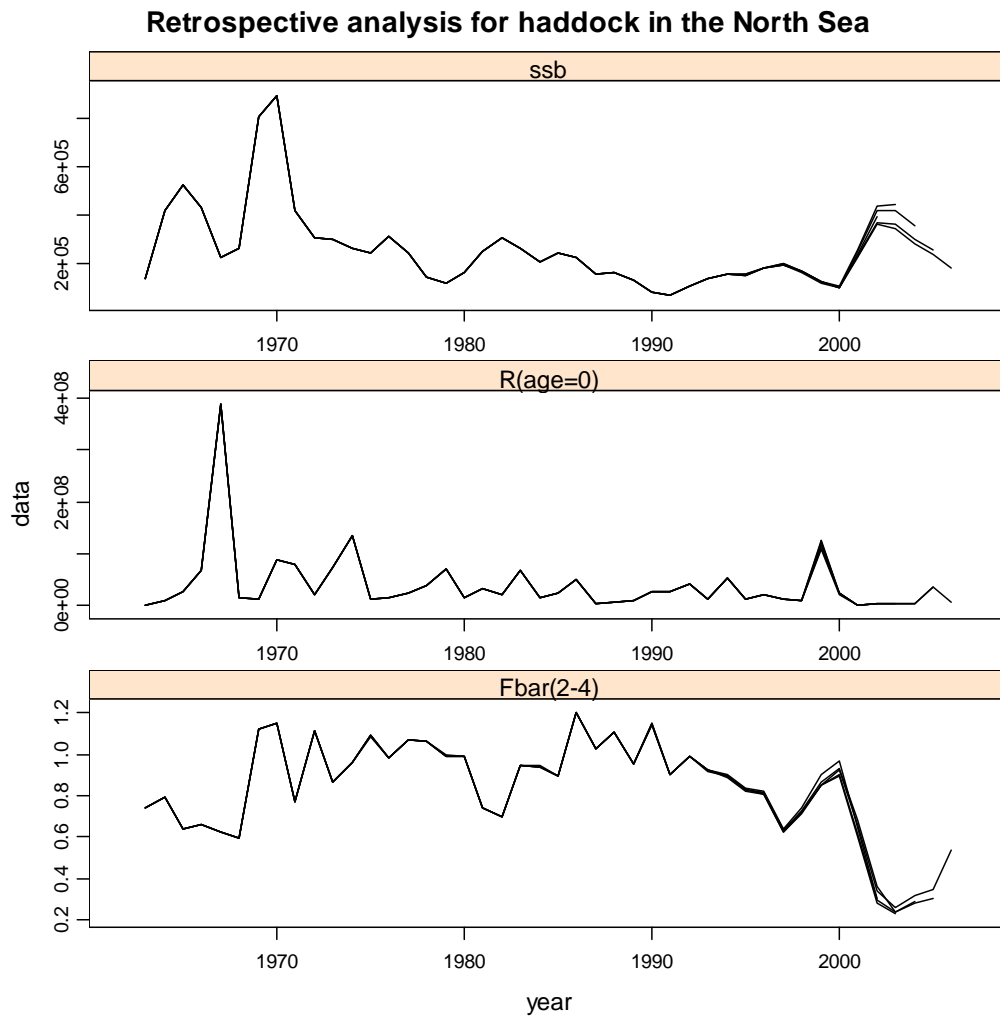 Retrospective analysis for haddock in the North Sea
ssb
6e+05
2e+05
1970 1980 1990 2000
R(age=0)
4e+08
2e+08
0e+00
1970 1980 1990 2000
data
Fbar(2-4)
1.2
1.0
0.8
0.6
0.4
0.2
1970 1980 1990 2000
year